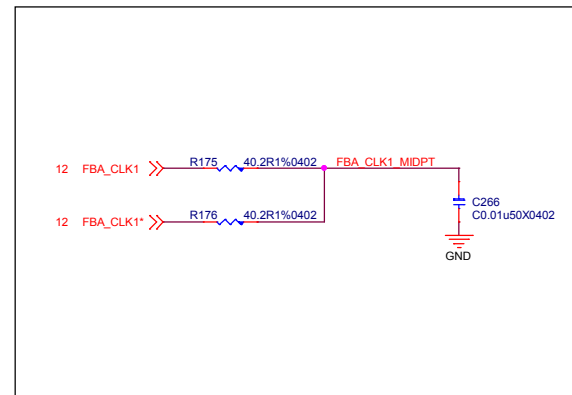 R175 40.2R1%0402 FBA_CLK1_MIDPT
12 FBA_CLK1
C266
C0.01u50X0402
R176 40.2R1%0402
12 FBA_CLK1*
GND